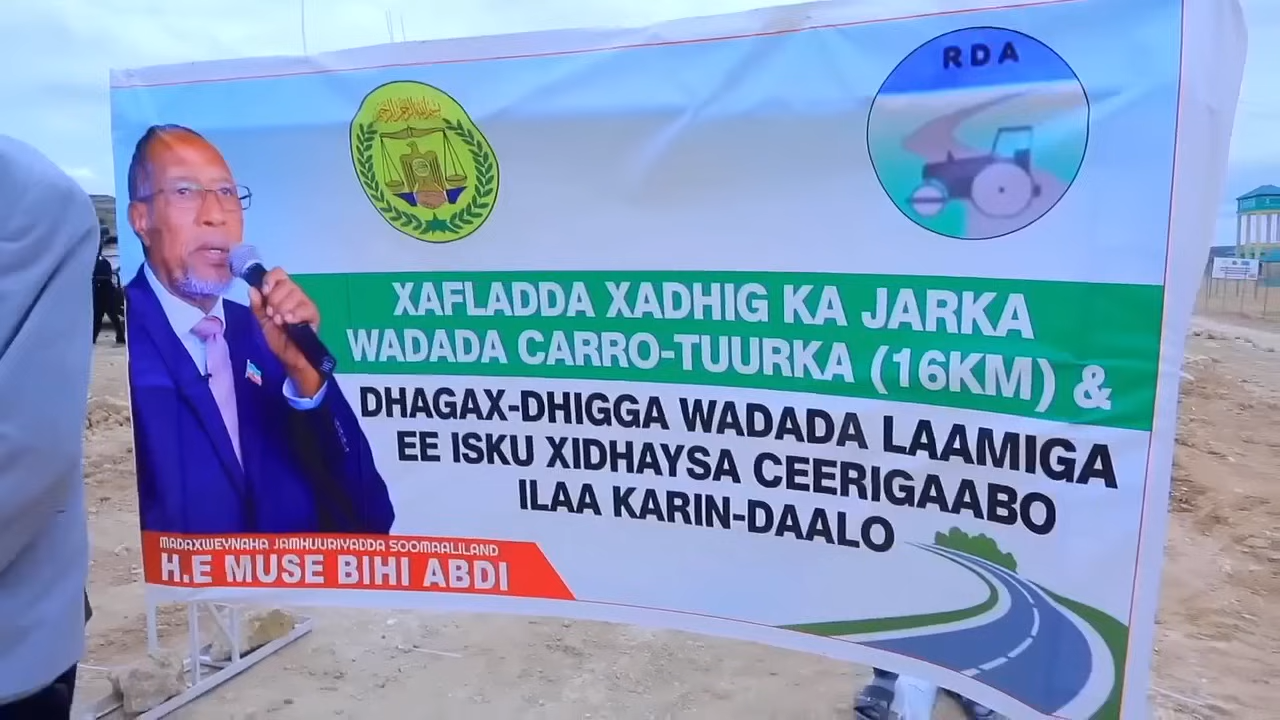 RDA
XAFLADDA XADHIG KA JARKA
WADADA CARRO-TUURKA (16KM) &
DHAGAX-DHIGGA WADADA LAAMIGA
EE ISKU XIDHAYSA CEERIGAABO
ILAA KARIN-DAALO
MADAXWEYNAHA JAMHUURIYADDA SOOMAALILAND
H.E MUSE BIHI ABDI